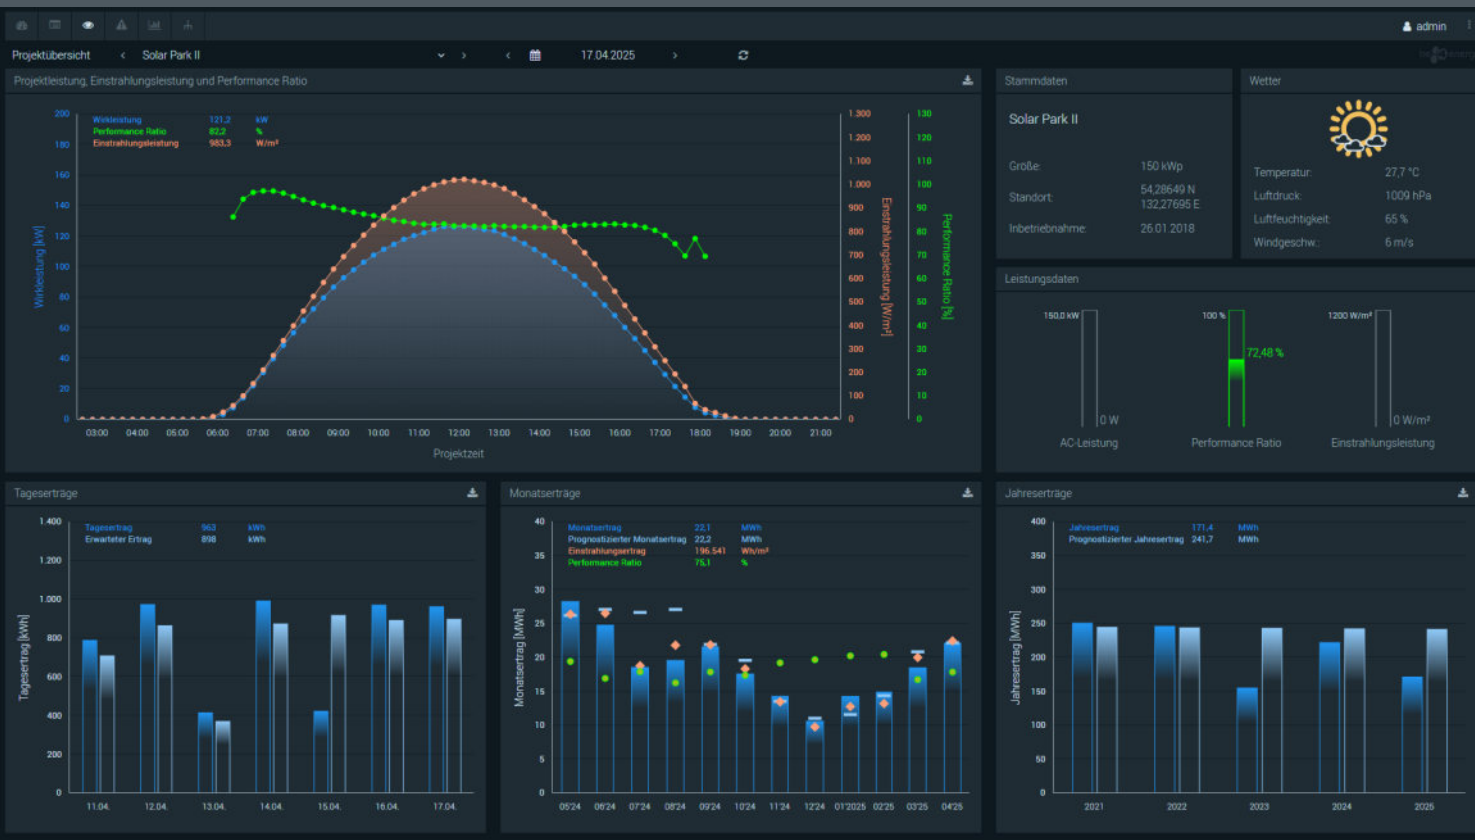 admin
Projektübersicht < Solar Park II
17.04.2025
Projektleistung, Einstrahlungsleistung und Performance Ratio
Wirkleistung 121,2 kW
Performance Ratio 82,2 %
Einstrahlungsleistung 983,3 W/m²
200
180
160
140
120
100
80
60
40
20
0
Wirkleistung [kW]
1.300
1.200
1.100
1.000
900
800
700
600
500
400
300
200
100
0
Einstrahlungsleistung [W/m²]
130
120
110
100
90
80
70
60
50
40
30
20
10
0
Performance Ratio [%]
03:00 04:00 05:00 06:00 07:00 08:00 09:00 10:00 11:00 12:00 13:00 14:00 15:00 16:00 17:00 18:00 19:00 20:00 21:00
Projektzeit
Stammdaten
Solar Park II
Größe: 150 kWp
Standort: 54,28649 N
132,27695 E
Inbetriebnahme: 26.01.2018
Wetter
Temperatur: 27,7 °C
Luftdruck: 1009 hPa
Luftfeuchtigkeit: 65 %
Windgeschw.: 6 m/s
Leistungsdaten
150,0 kW
0 W
AC-Leistung
100 %
72,48 %
Performance Ratio
1200 W/m²
0 W/m²
Einstrahlungsleistung
Tageserträge
Tagesertrag 963 kWh
Erwarteter Ertrag 898 kWh
1.400
1.200
1.000
800
600
400
200
0
Tagesertrag [kWh]
11.04. 12.04. 13.04. 14.04. 15.04. 16.04. 17.04.
Monatserträge
Monatsertrag 22,1 MWh
Prognostizierter Monatsertrag 22,2 MWh
Einstrahlungsertrag 196.541 Wh/m²
Performance Ratio 75,1 %
40
35
30
25
20
15
10
5
0
Monatsertrag [MWh]
05'24 06'24 07'24 08'24 09'24 10'24 11'24 12'24 01'2025 02'25 03'25 04'25
Jahreserträge
Jahresertrag 171,4 MWh
Prognostizierter Jahresertrag 241,7 MWh
400
350
300
250
200
150
100
50
0
Jahresertrag [MWh]
2021 2022 2023 2024 2025